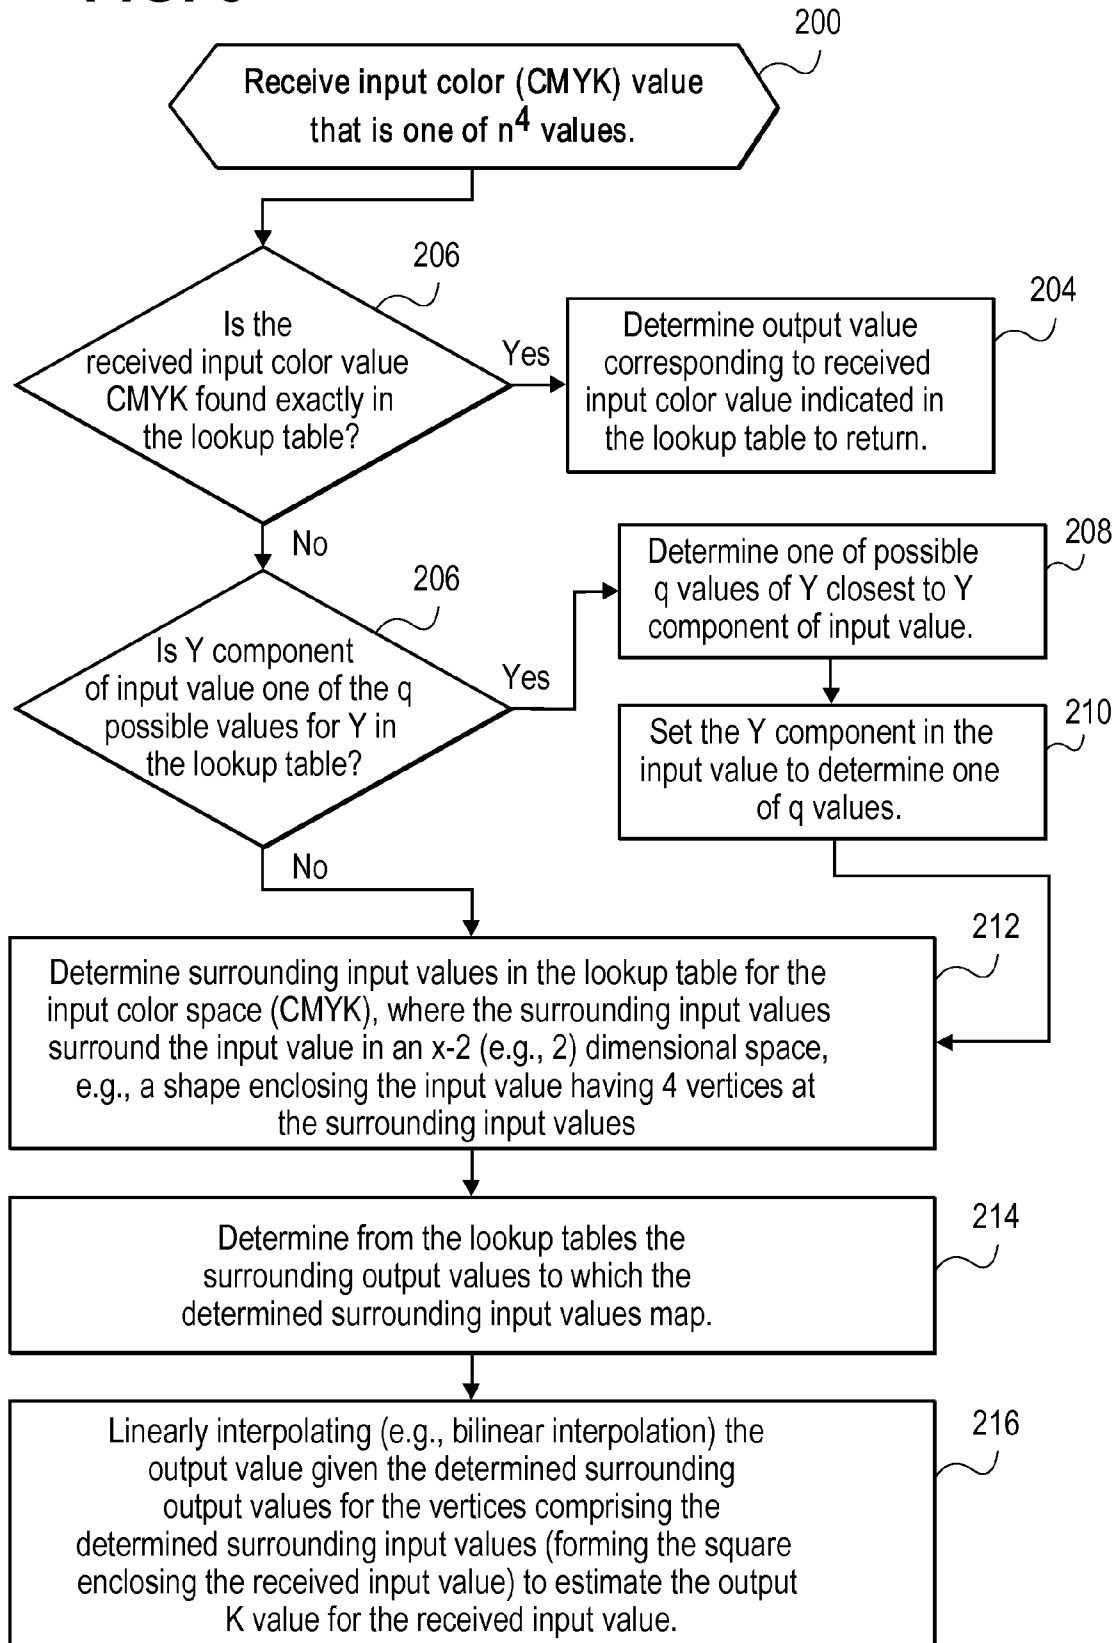 200
Receive input color (CMYK) value
that is one of n4 values.
206
Is the
received input color value
CMYK found exactly in
the lookup table?
Yes
204
Determine output value
corresponding to received
input color value indicated in
the lookup table to return.
No
206
Is Y component
of input value one of the q
possible values for Y in
the lookup table?
Yes
208
Determine one of possible
q values of Y closest to Y
component of input value.
210
Set the Y component in the
input value to determine one
of q values.
No
212
Determine surrounding input values in the lookup table for the
input color space (CMYK), where the surrounding input values
surround the input value in an x-2 (e.g., 2) dimensional space,
e.g., a shape enclosing the input value having 4 vertices at
the surrounding input values
214
Determine from the lookup tables the
surrounding output values to which the
determined surrounding input values map.
216
Linearly interpolating (e.g., bilinear interpolation) the
output value given the determined surrounding
output values for the vertices comprising the
determined surrounding input values (forming the square
enclosing the received input value) to estimate the output
K value for the received input value.